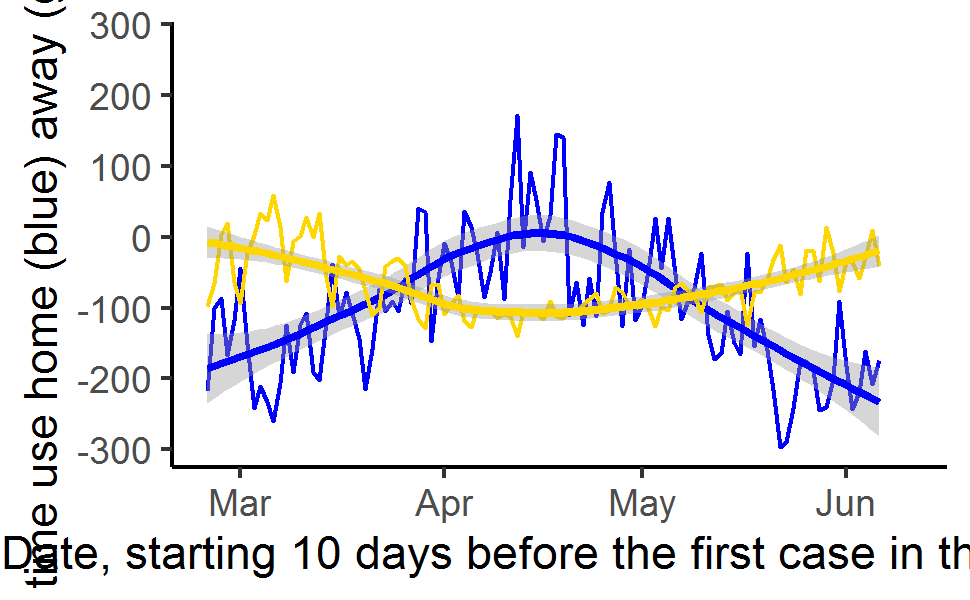 300
200
100
0
-100
-200
-300
time use home (blue) away (
Mar Apr May Jun
Date, starting 10 days before the first case in th